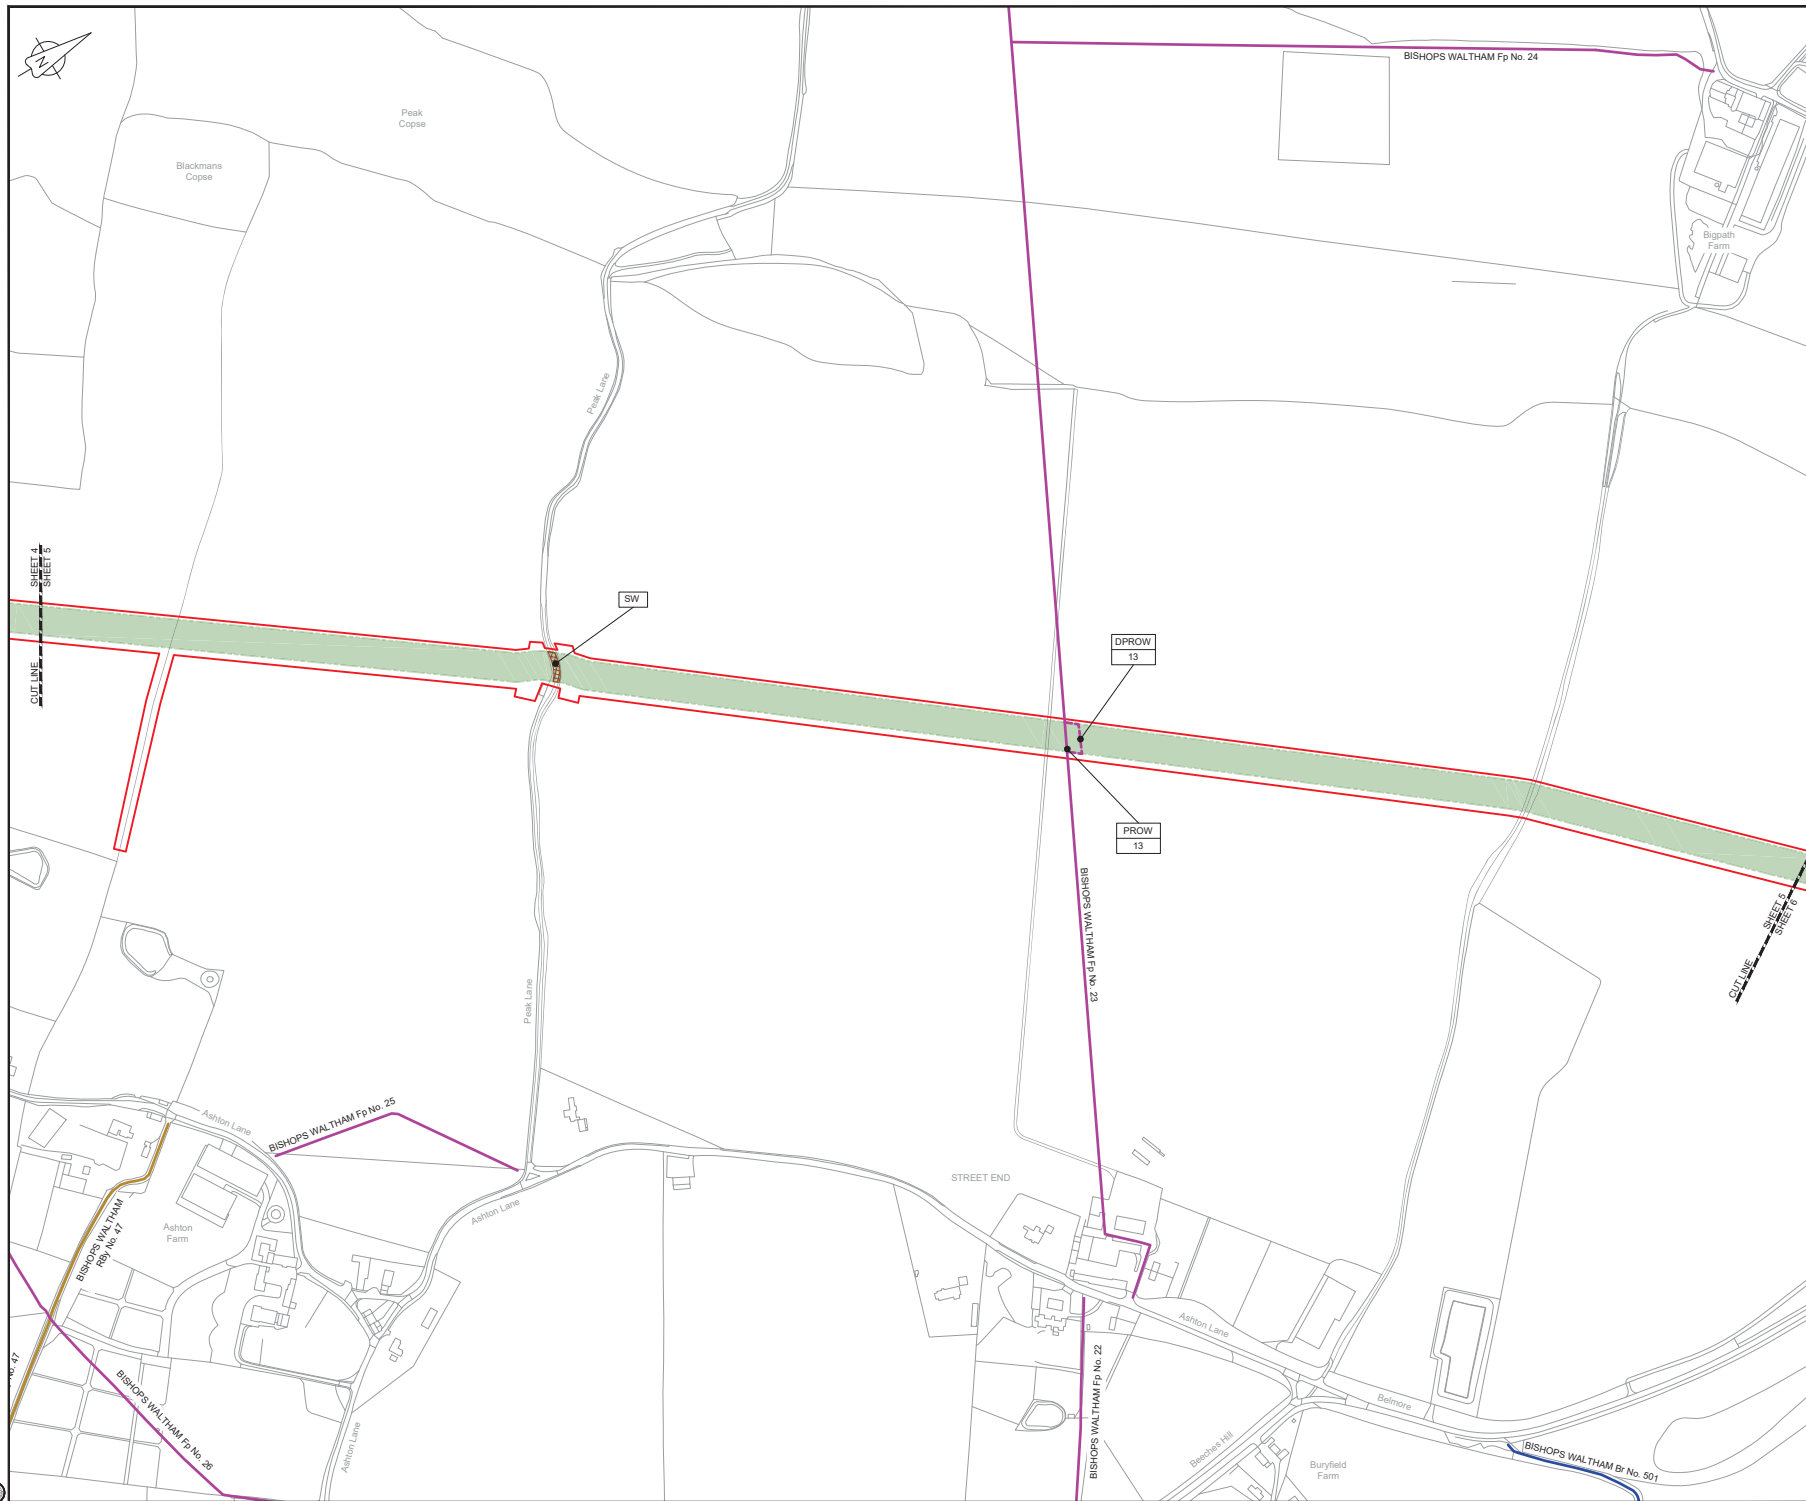 N
BISHOPS WALTHAM Fp No. 24
Peak
Copse
Blackmans
Copse
Bigpath
Farm
Peak Lane
SHEET 4
SHEET 5
CUT LINE
SW
DPROW
13
PROW
13
BISHOPS WALTHAM Fp No. 23
SHEET 5
SHEET 6
CUT LINE
Peak Lane
Ashton Lane
BISHOPS WALTHAM Fp No. 25
STREET END
Ashton Lane
Ashton
Farm
BISHOPS WALTHAM
RBy No. 47
No. 47
Ashton Lane
BISHOPS WALTHAM Fp No. 22
BISHOPS WALTHAM Fp No. 26
Ashton Lane
Belmore
Beeches Hill
Buryfield
Farm
BISHOPS WALTHAM Br No. 501